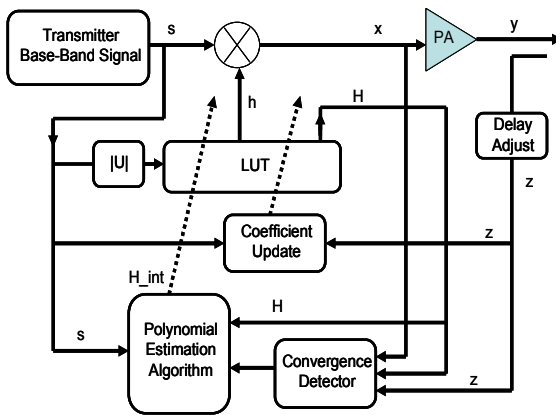 Transmitter
Base-Band Signal
s
x
PA
y
h
H
Delay
Adjust
|U|
LUT
z
Coefficient
Update
z
H_int
H
s
Polynomial
Estimation
Algorithm
Convergence
Detector
z